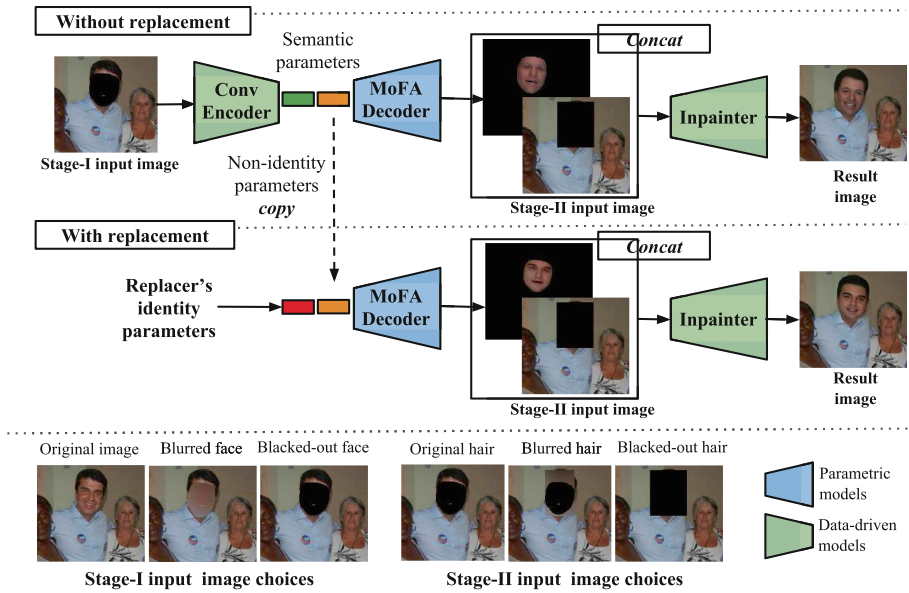 Without replacement
Semantic
parameters
Concat
Conv
Encoder
MoFA
Decoder
Inpainter
Stage-I input image
Non-identity
parameters
copy
Stage-II input image
Result
image
With replacement
Concat
Replacer's
identity
parameters
MoFA
Decoder
Inpainter
Stage-II input image
Result
image
Original image
Blurred face
Blacked-out face
Original hair
Blurred hair
Blacked-out hair
Parametric
models
Data-driven
models
Stage-I input image choices
Stage-II input image choices